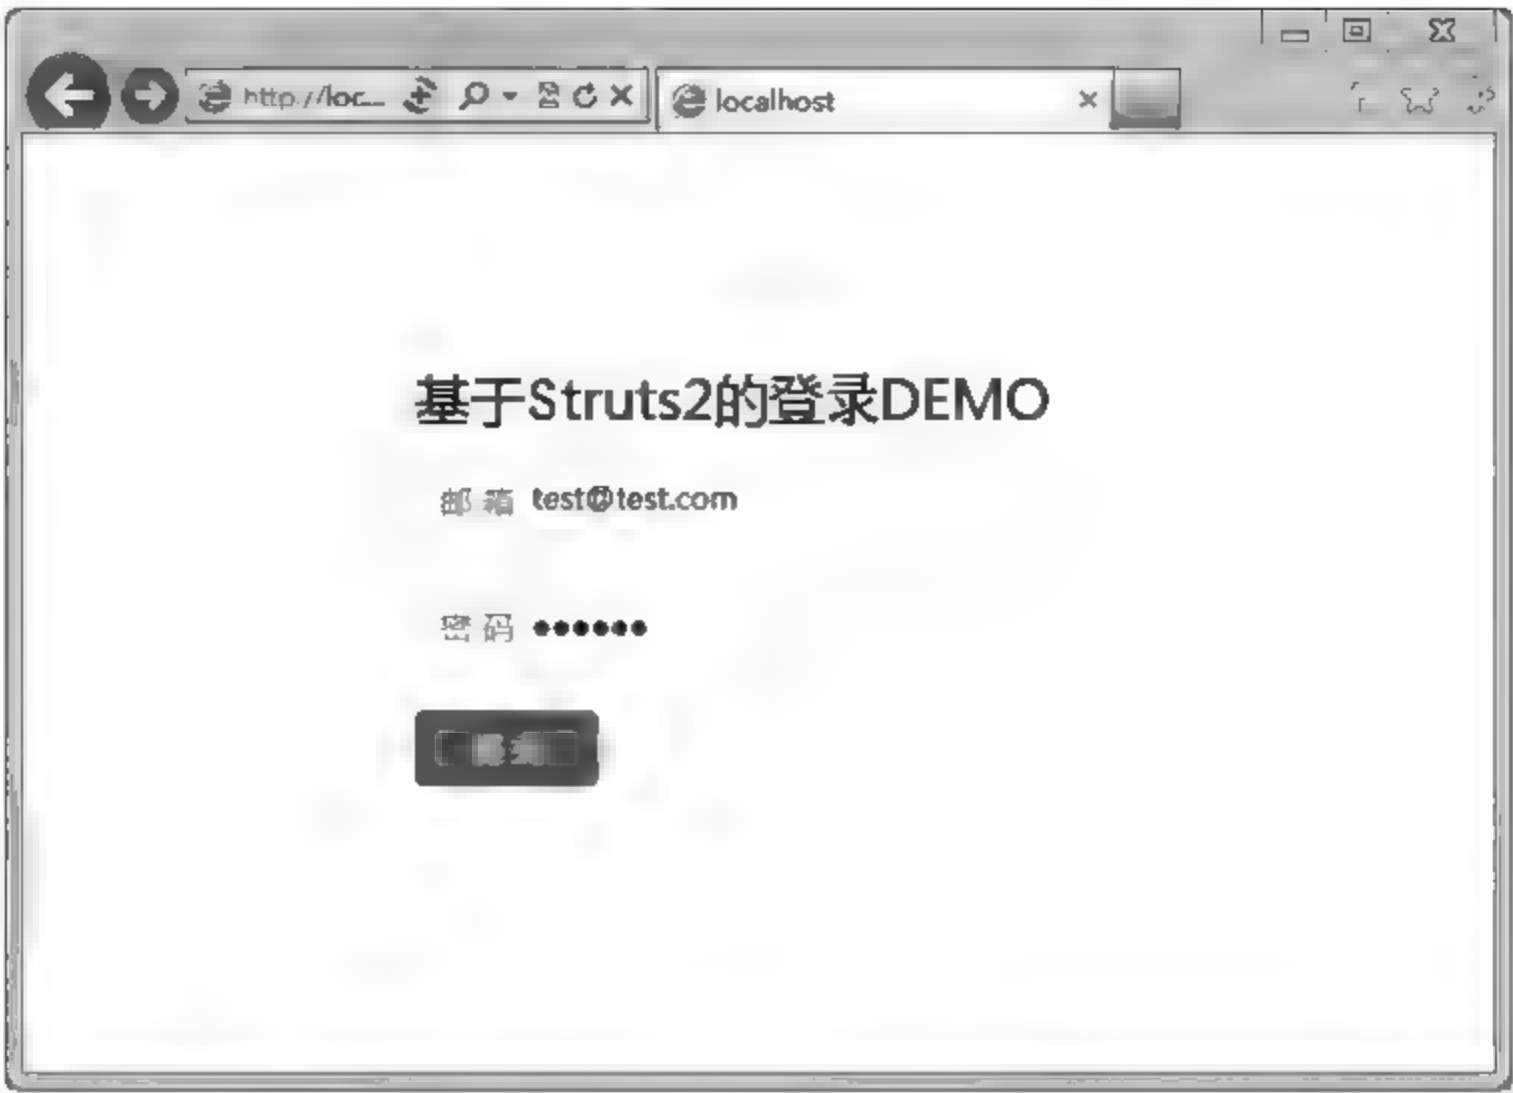 http://loc...
localhost
基于Struts2的登录DEMO
邮 箱 test@test.com
密 码 ●●●●●●